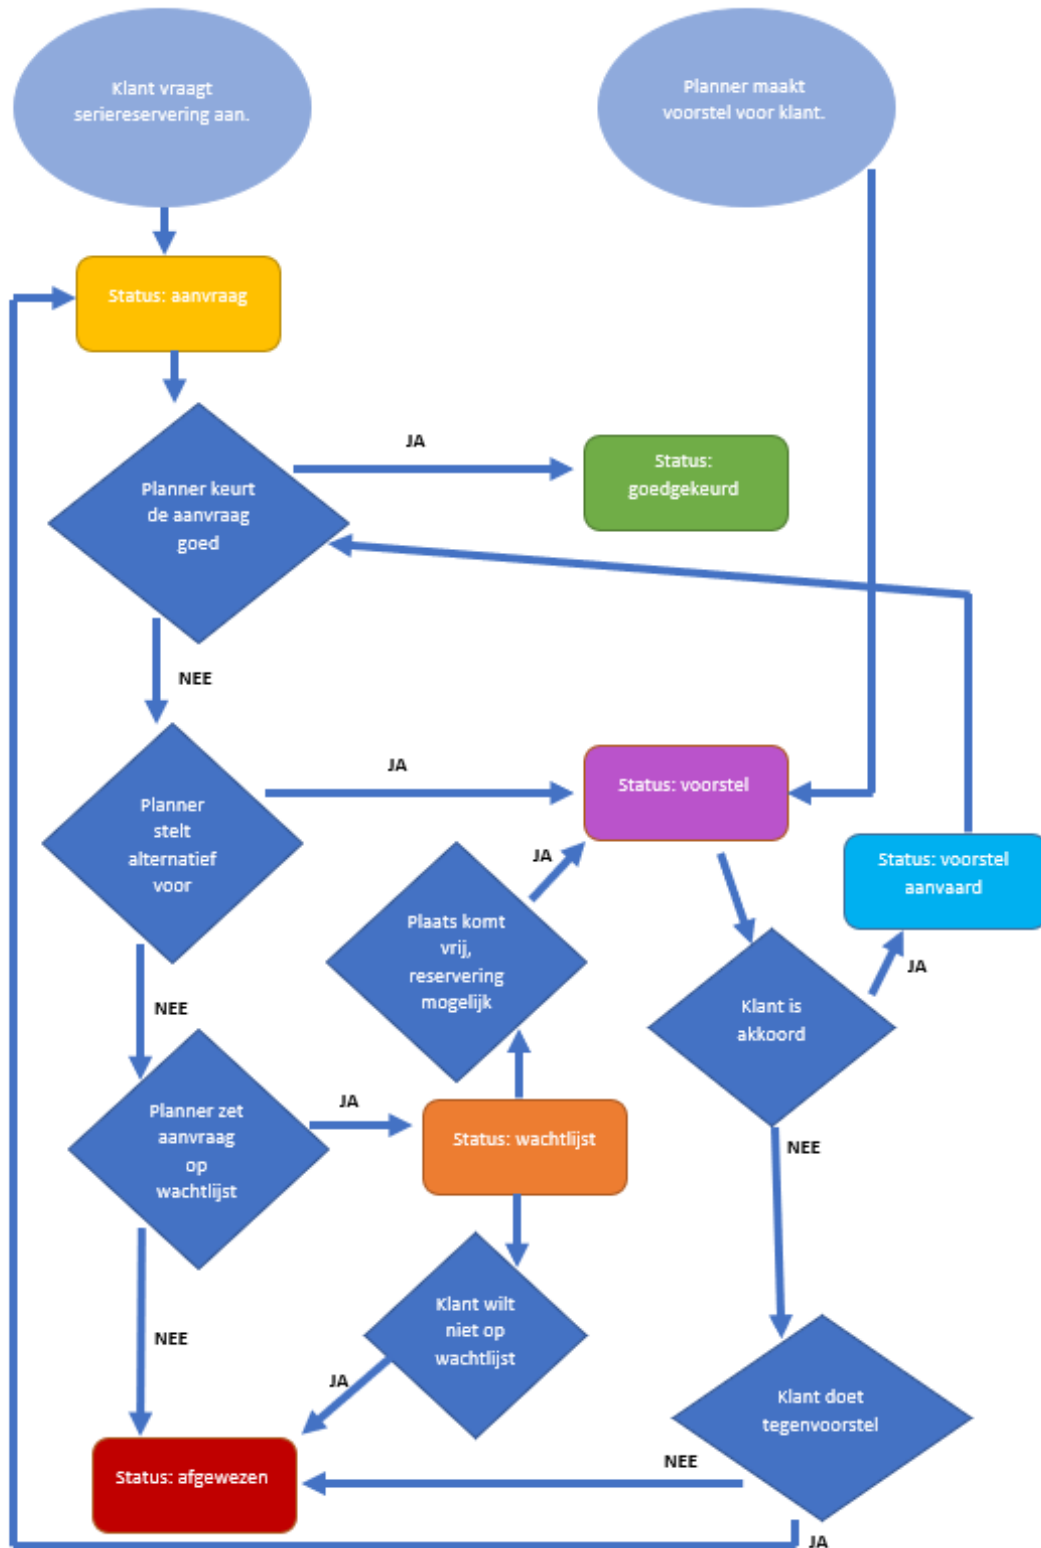 Klant vraagt
seriereservering aan.
Planner maakt
voorstel voor klant.
Status: aanvraag
JA
Planner keurt
de aanvraag
goed
Status:
goedgekeurd
NEE
JA
Planner
stelt
alternatief
voor
Status: voorstel
Status: voorstel
aanvaard
JA
Plaats komt
vrij,
reservering
mogelijk
JA
NEE
Klant is
akkoord
Planner zet
aanvraag
op
wachtlijst
JA
Status: wachtlijst
NEE
Klant wilt
niet op
wachtlijst
NEE
JA
Klant doet
tegenvoorstel
Status: afgewezen
NEE
JA